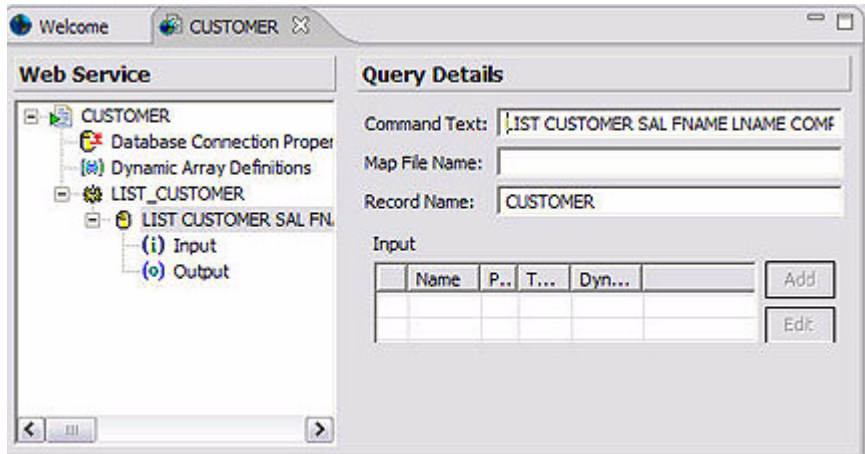 Welcome
CUSTOMER
Web Service
CUSTOMER
Database Connection Proper
Dynamic Array Definitions
LIST_CUSTOMER
LIST CUSTOMER SAL FN
(i) Input
(o) Output
Query Details
Command Text: LIST CUSTOMER SAL FNAME LNAME COMP
Map File Name:
Record Name: CUSTOMER
Input
Name P.. T... Dyn...
Add
Edit